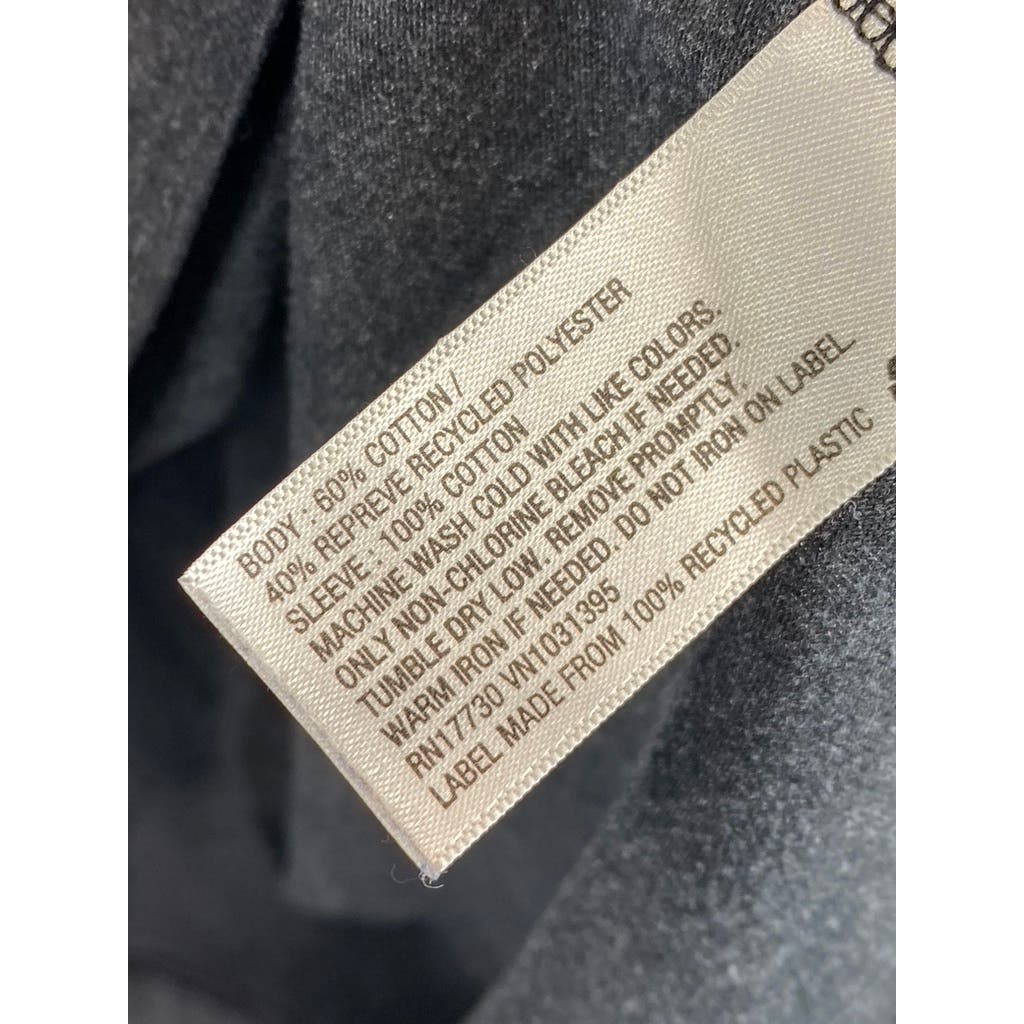 BODY : 60% COTTON /
40% REPREVE RECYCLED POLYESTER
SLEEVE : 100% COTTON
MACHINE WASH COLD WITH LIKE COLORS.
ONLY NON-CHLORINE BLEACH IF NEEDED.
TUMBLE DRY LOW. REMOVE PROMPTLY.
WARM IRON IF NEEDED. DO NOT IRON ON LABEL.
RN17730 VN1031395
LABEL MADE FROM 100% RECYCLED PLASTIC